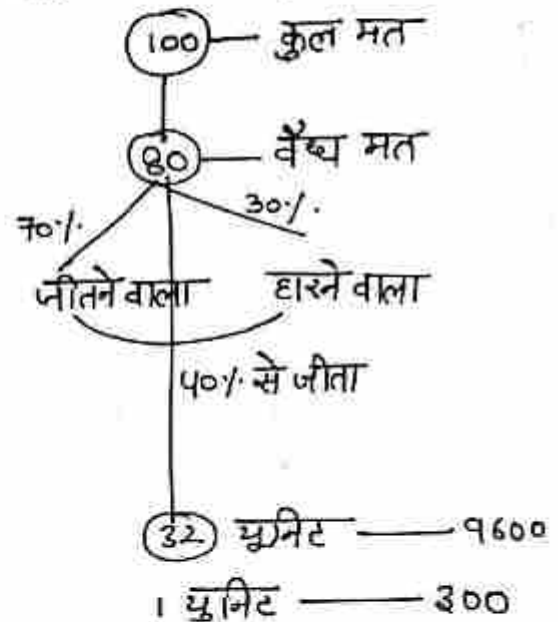 100 — कुल मत
80 — वैध्य मत
70% 30%
जीतने वाला हारने वाला
40% से जीता
32 यूनिट — 9600
1 युनिट — 300